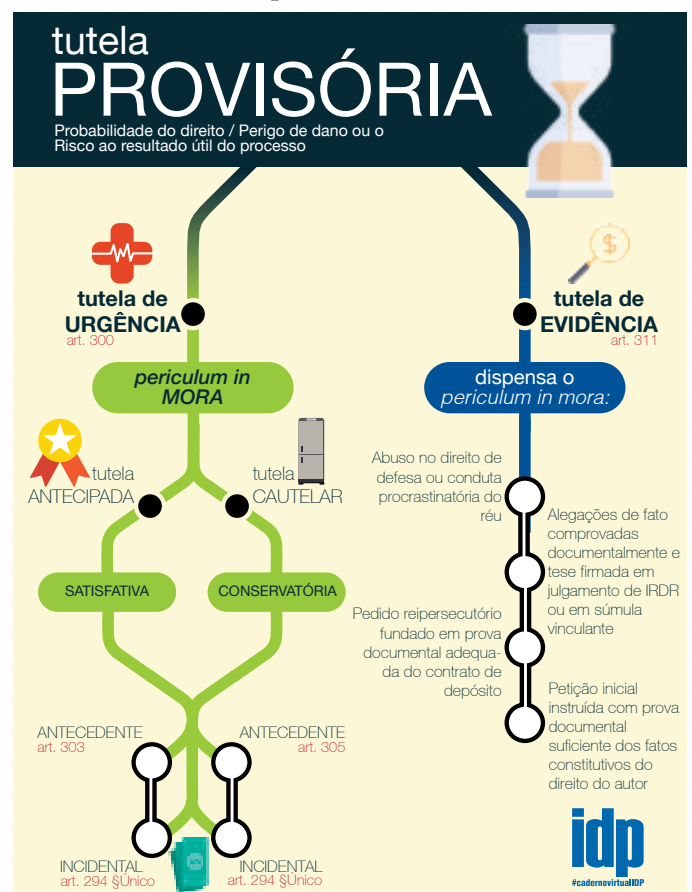 tutela
PROVISÓRIA
Probabilidade do direito / Perigo de dano ou o
Risco ao resultado útil do processo
tutela de
URGÊNCIA
art. 300
periculum in
MORA
tutela
ANTECIPADA
tutela
CAUTELAR
SATISFATIVA
CONSERVATÓRIA
ANTECEDENTE
art. 303
ANTECEDENTE
art. 305
INCIDENTAL
art. 294 §Único
INCIDENTAL
art. 294 §Único
$
tutela de
EVIDÊNCIA
art. 311
dispensa o
periculum in mora:
Abuso no direito de
defesa ou conduta
procrastinatória do
réu
Alegações de fato
comprovadas
documentalmente e
tese firmada em
julgamento de IRDR
ou em súmula
vinculante
Pedido reipersecutório
fundado em prova
documental adequa-
da do contrato de
depósito
Petição inicial
instruída com prova
documental
suficiente dos fatos
constitutivos do
direito do autor
idp
#cadernovirtualIDP